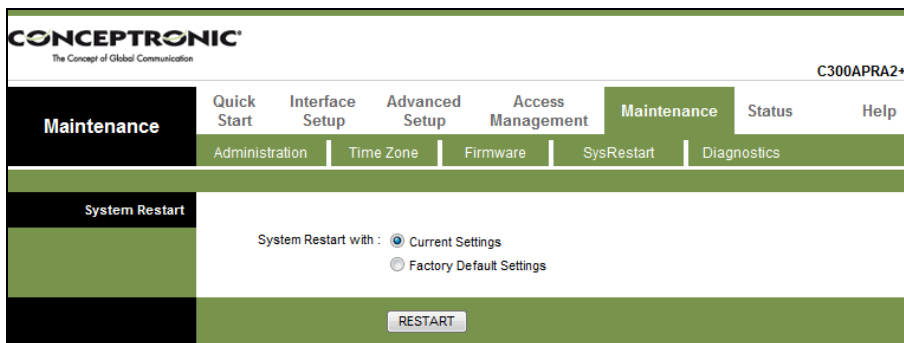 CONCEPTRONIC®
The Concept of Global Communication
C300APRA2+
Maintenance
Quick Start
Interface Setup
Advanced Setup
Access Management
Maintenance
Status
Help
Administration
Time Zone
Firmware
SysRestart
Diagnostics
System Restart
System Restart with : Current Settings
Factory Default Settings
RESTART